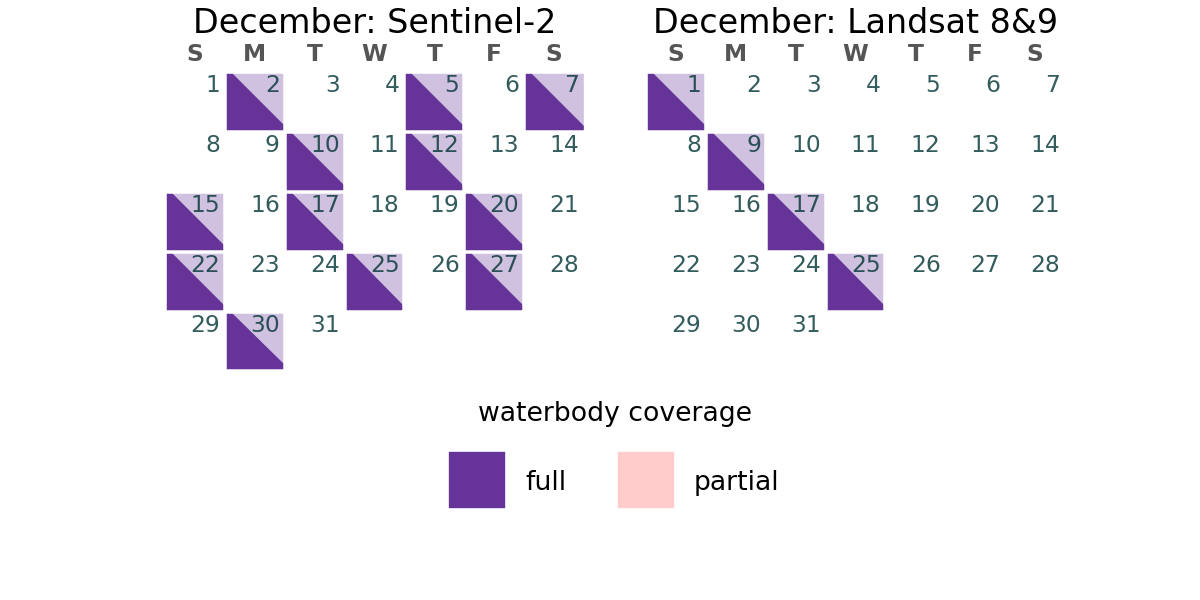 December: Sentinel-2
S M T W T F S
1 2 3 4 5 6 7
8 9 10 11 12 13 14
15 16 17 18 19 20 21
22 23 24 25 26 27 28
29 30 31
December: Landsat 8&9
S M T W T F S
1 2 3 4 5 6 7
8 9 10 11 12 13 14
15 16 17 18 19 20 21
22 23 24 25 26 27 28
29 30 31
waterbody coverage
full
partial